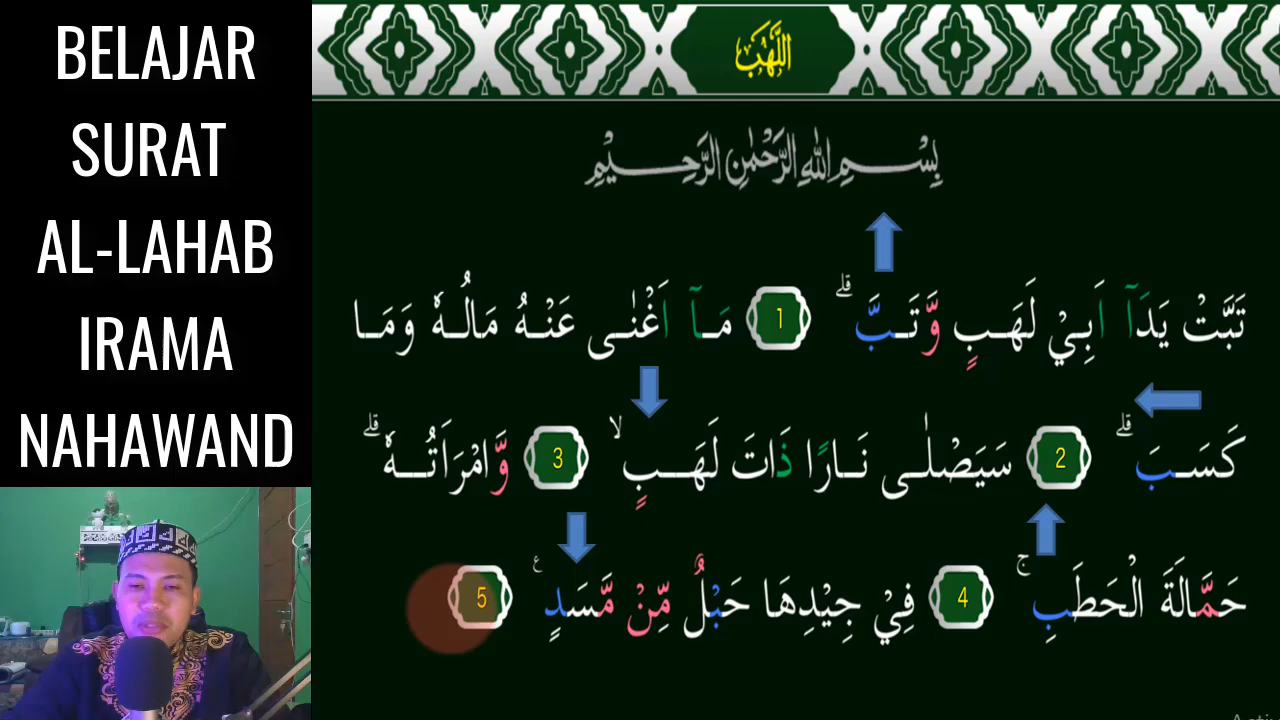 BELAJAR
SURAT
AL-LAHAB
IRAMA
NAHAWAND
اللَّهَب
بِسْمِ اللّٰهِ الرَّحْمٰنِ الرَّحِيْمِ
تَبَّتْ يَدَآ اَبِيْ لَهَبٍ وَّتَبَّ ۗ 1 مَآ اَغْنٰى عَنْهُ مَالُهٗ وَمَا
كَسَبَ ۗ 2 سَيَصْلٰى نَارًا ذَاتَ لَهَبٍ ۙ 3 وَّامْرَاَتُهٗ ۗ
حَمَّالَةَ الْحَطَبِ ۚ 4 فِيْ جِيْدِهَا حَبْلٌ مِّنْ مَّسَدٍ ࣖ 5